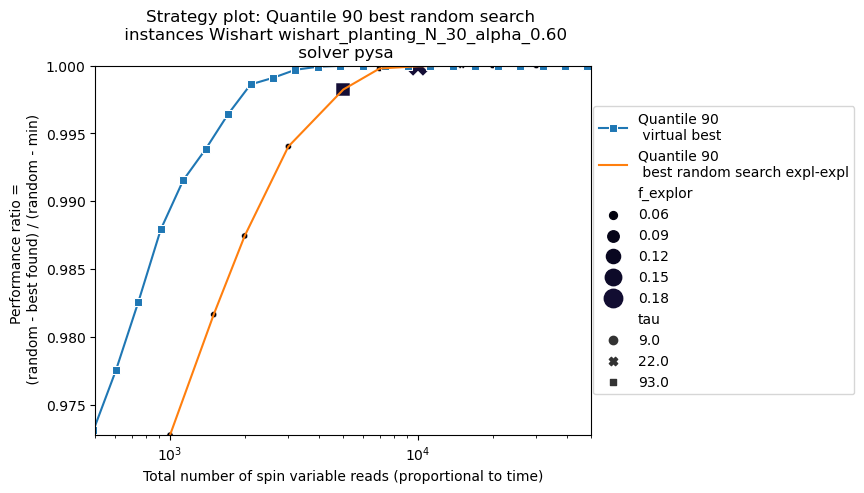 Strategy plot: Quantile 90 best random search
instances Wishart wishart_planting_N_30_alpha_0.60
solver pysa
1.000
0.995
0.990
0.985
0.980
0.975
Performance ratio =
(random - best found) / (random - min)
10³
10⁴
Total number of spin variable reads (proportional to time)
Quantile 90
virtual best
Quantile 90
best random search expl-expl
f_explor
0.06
0.09
0.12
0.15
0.18
tau
9.0
22.0
93.0